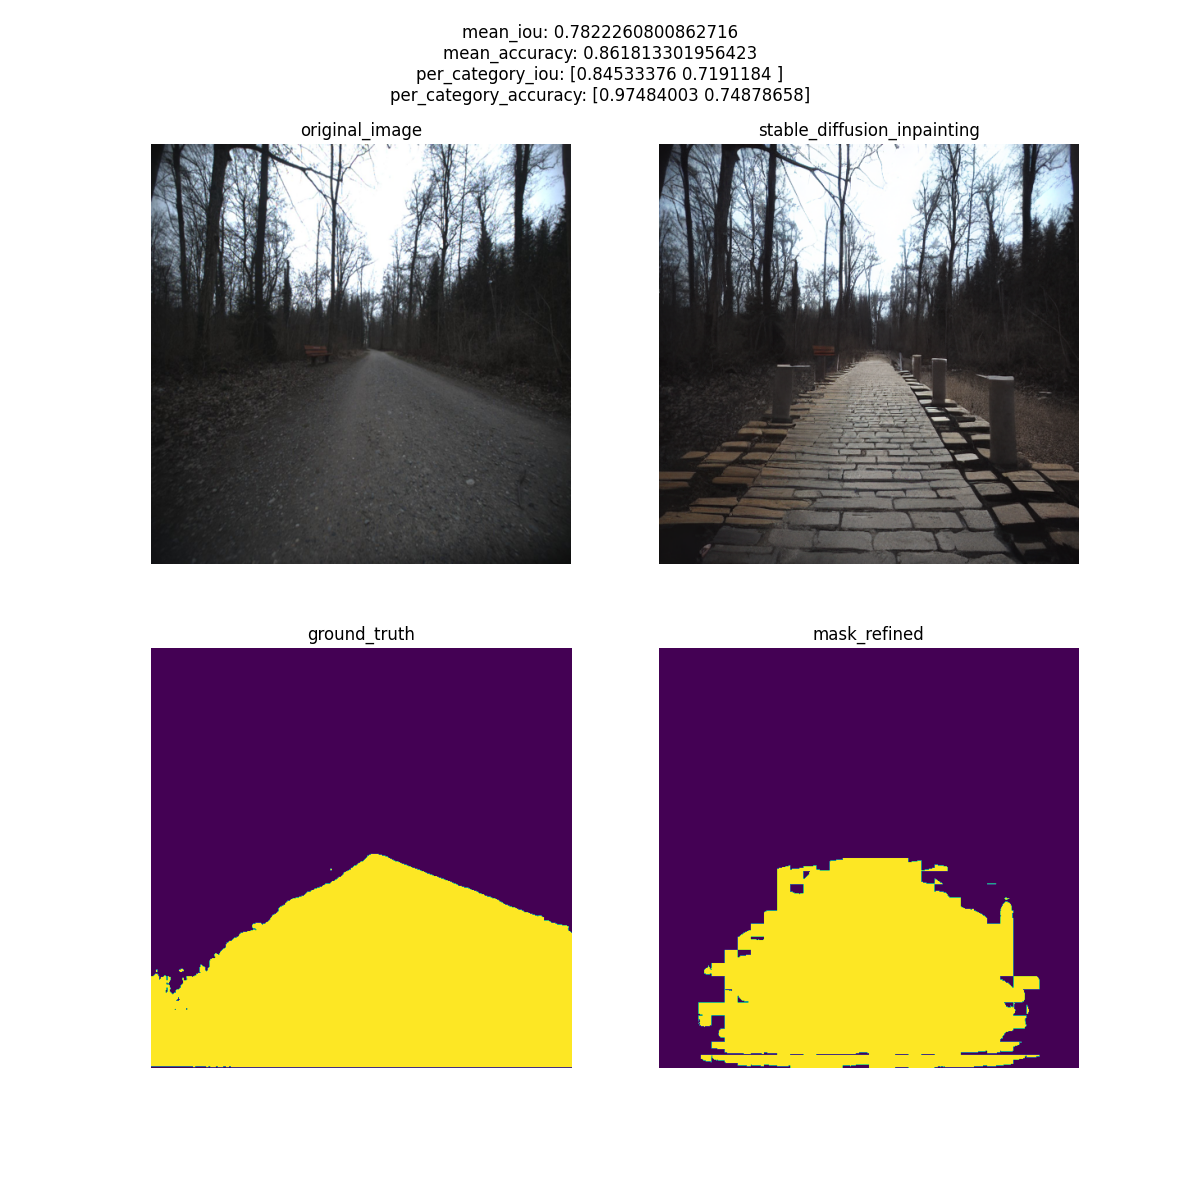 mean_iou: 0.7822260800862716
mean_accuracy: 0.861813301956423
per_category_iou: [0.84533376 0.7191184 ]
per_category_accuracy: [0.97484003 0.74878658]
original_image
stable_diffusion_inpainting
ground_truth
mask_refined